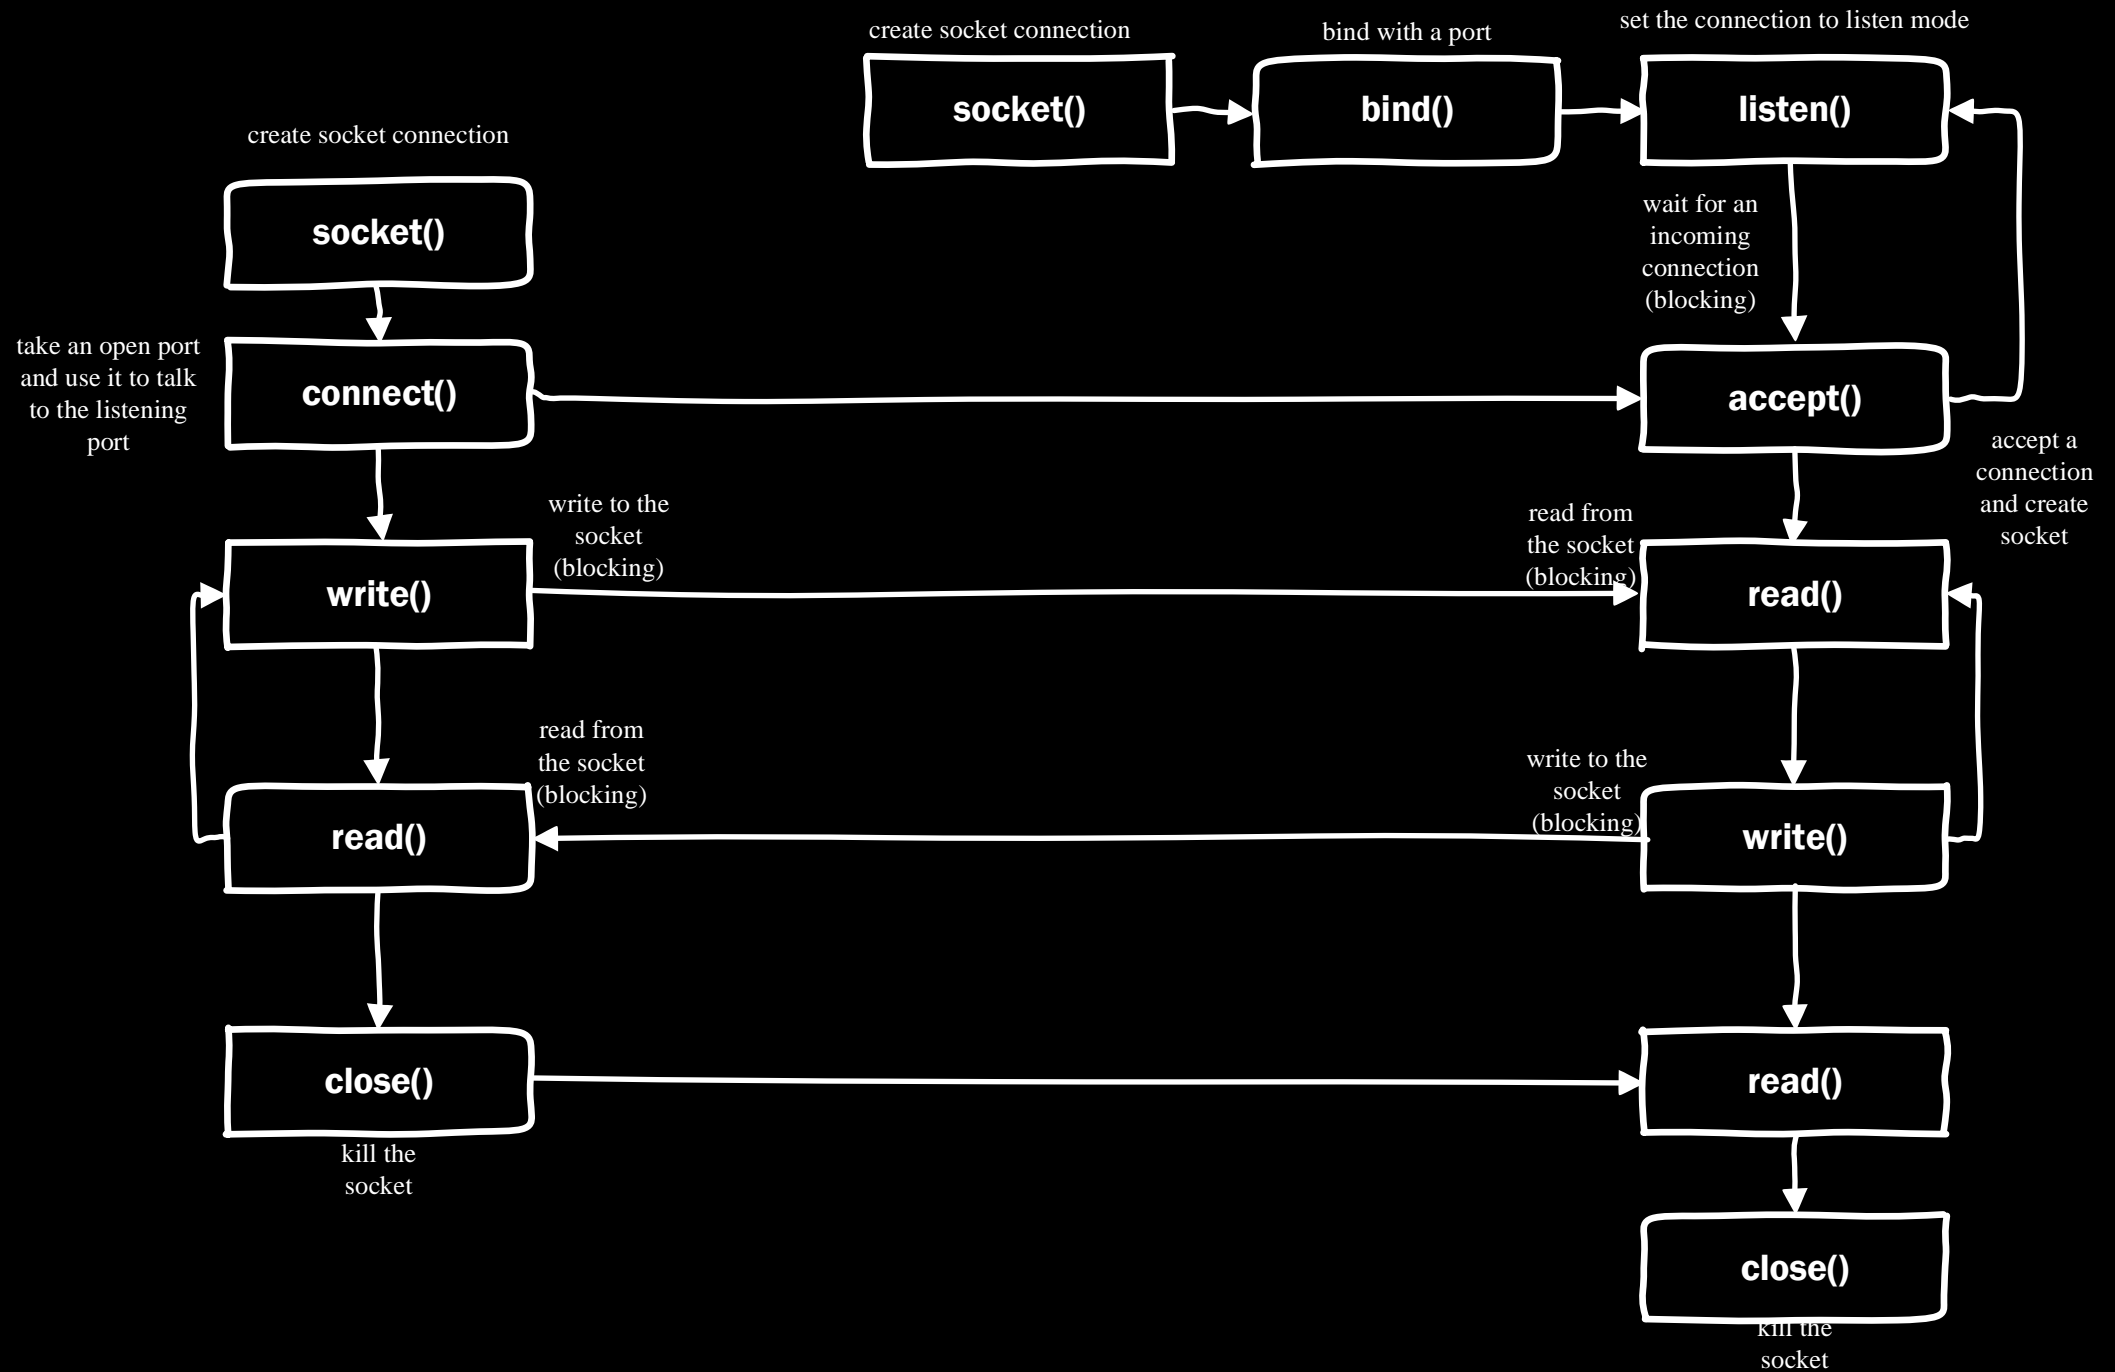 create socket connection
bind with a port
set the connection to listen mode
socket()
bind()
listen()
create socket connection
socket()
wait for an
incoming
connection
(blocking)
take an open port
and use it to talk
to the listening
port
connect()
accept()
accept a
connection
and create
socket
write to the
socket
(blocking)
read from
the socket
(blocking)
write()
read()
read from
the socket
(blocking)
write to the
socket
(blocking)
read()
write()
close()
read()
kill the
socket
close()
kill the
socket